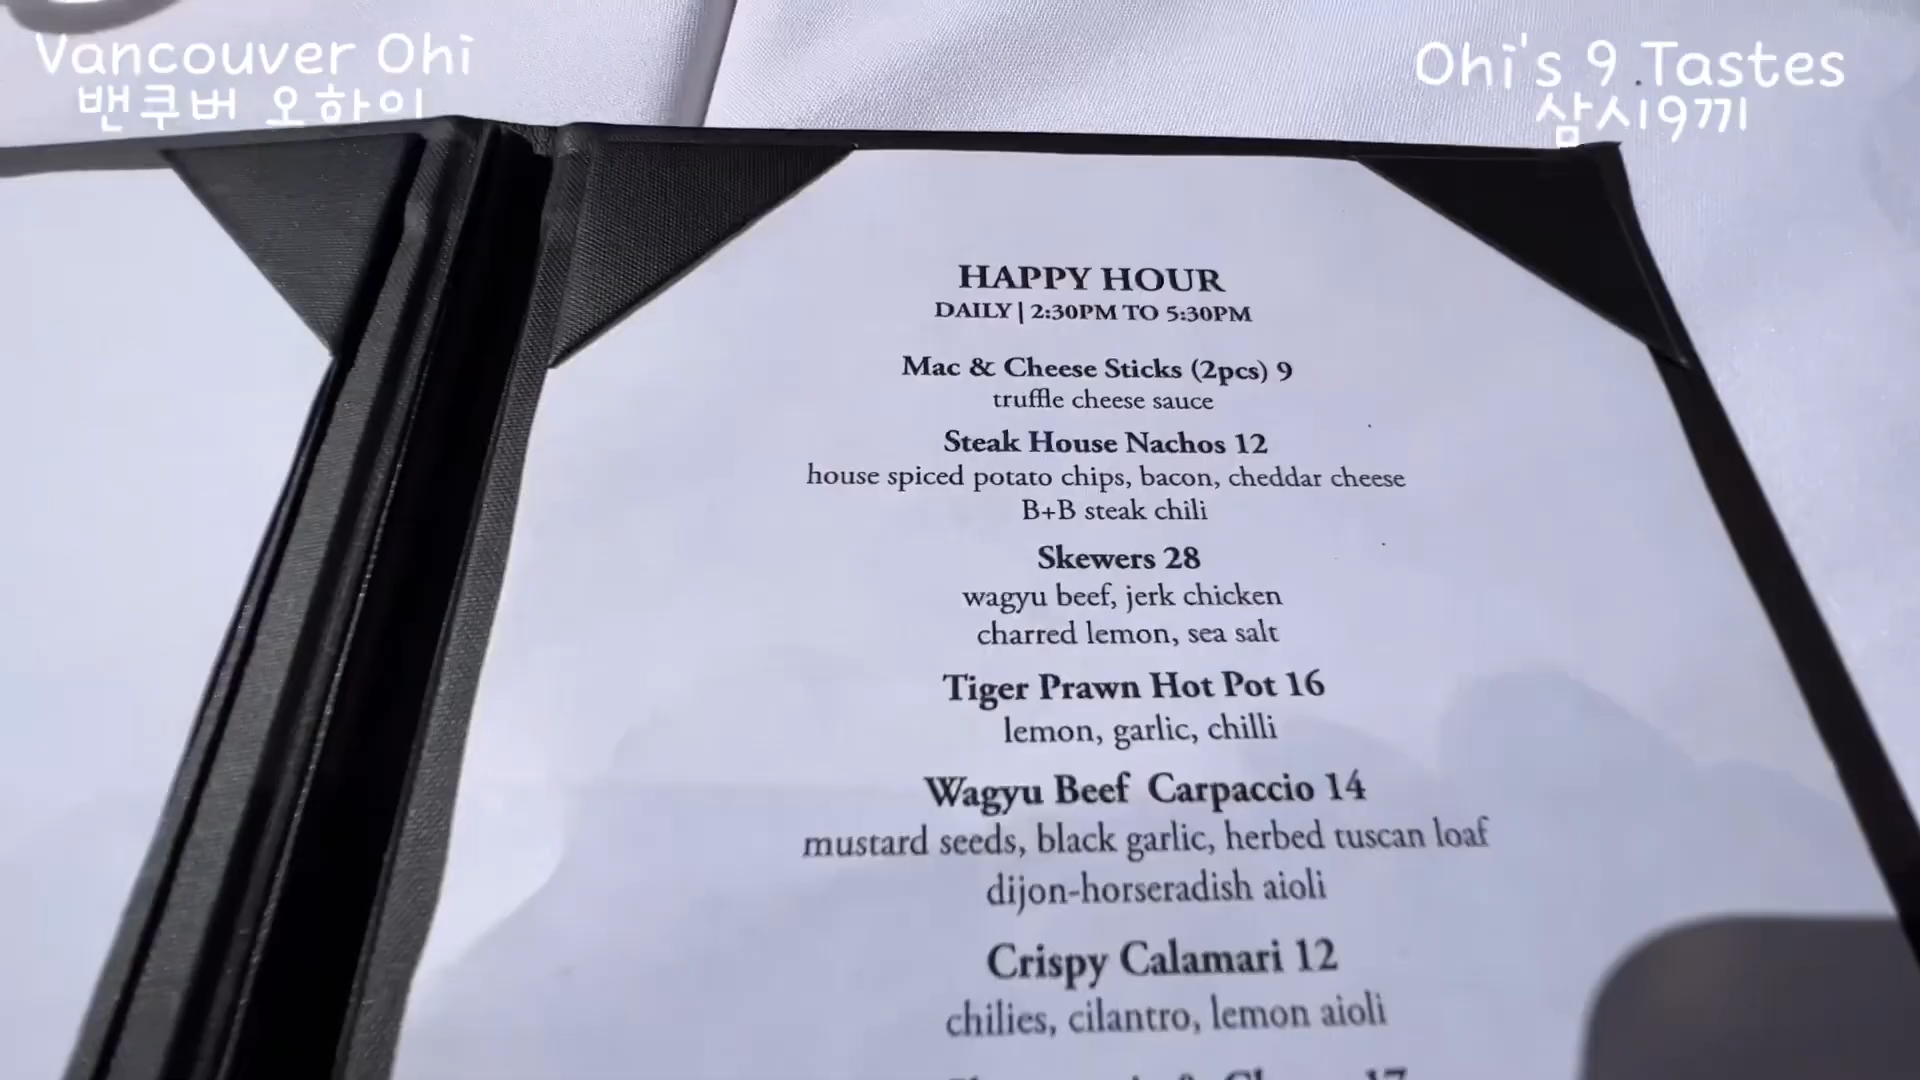 Vancouver Ohi
밴쿠버 오하이
Ohi's 9 Tastes
삼시9끼
HAPPY HOUR
DAILY | 2:30PM TO 5:30PM
Mac & Cheese Sticks (2pcs) 9
truffle cheese sauce
Steak House Nachos 12
house spiced potato chips, bacon, cheddar cheese
B+B steak chili
Skewers 28
wagyu beef, jerk chicken
charred lemon, sea salt
Tiger Prawn Hot Pot 16
lemon, garlic, chilli
Wagyu Beef Carpaccio 14
mustard seeds, black garlic, herbed tuscan loaf
dijon-horseradish aioli
Crispy Calamari 12
chilies, cilantro, lemon aioli